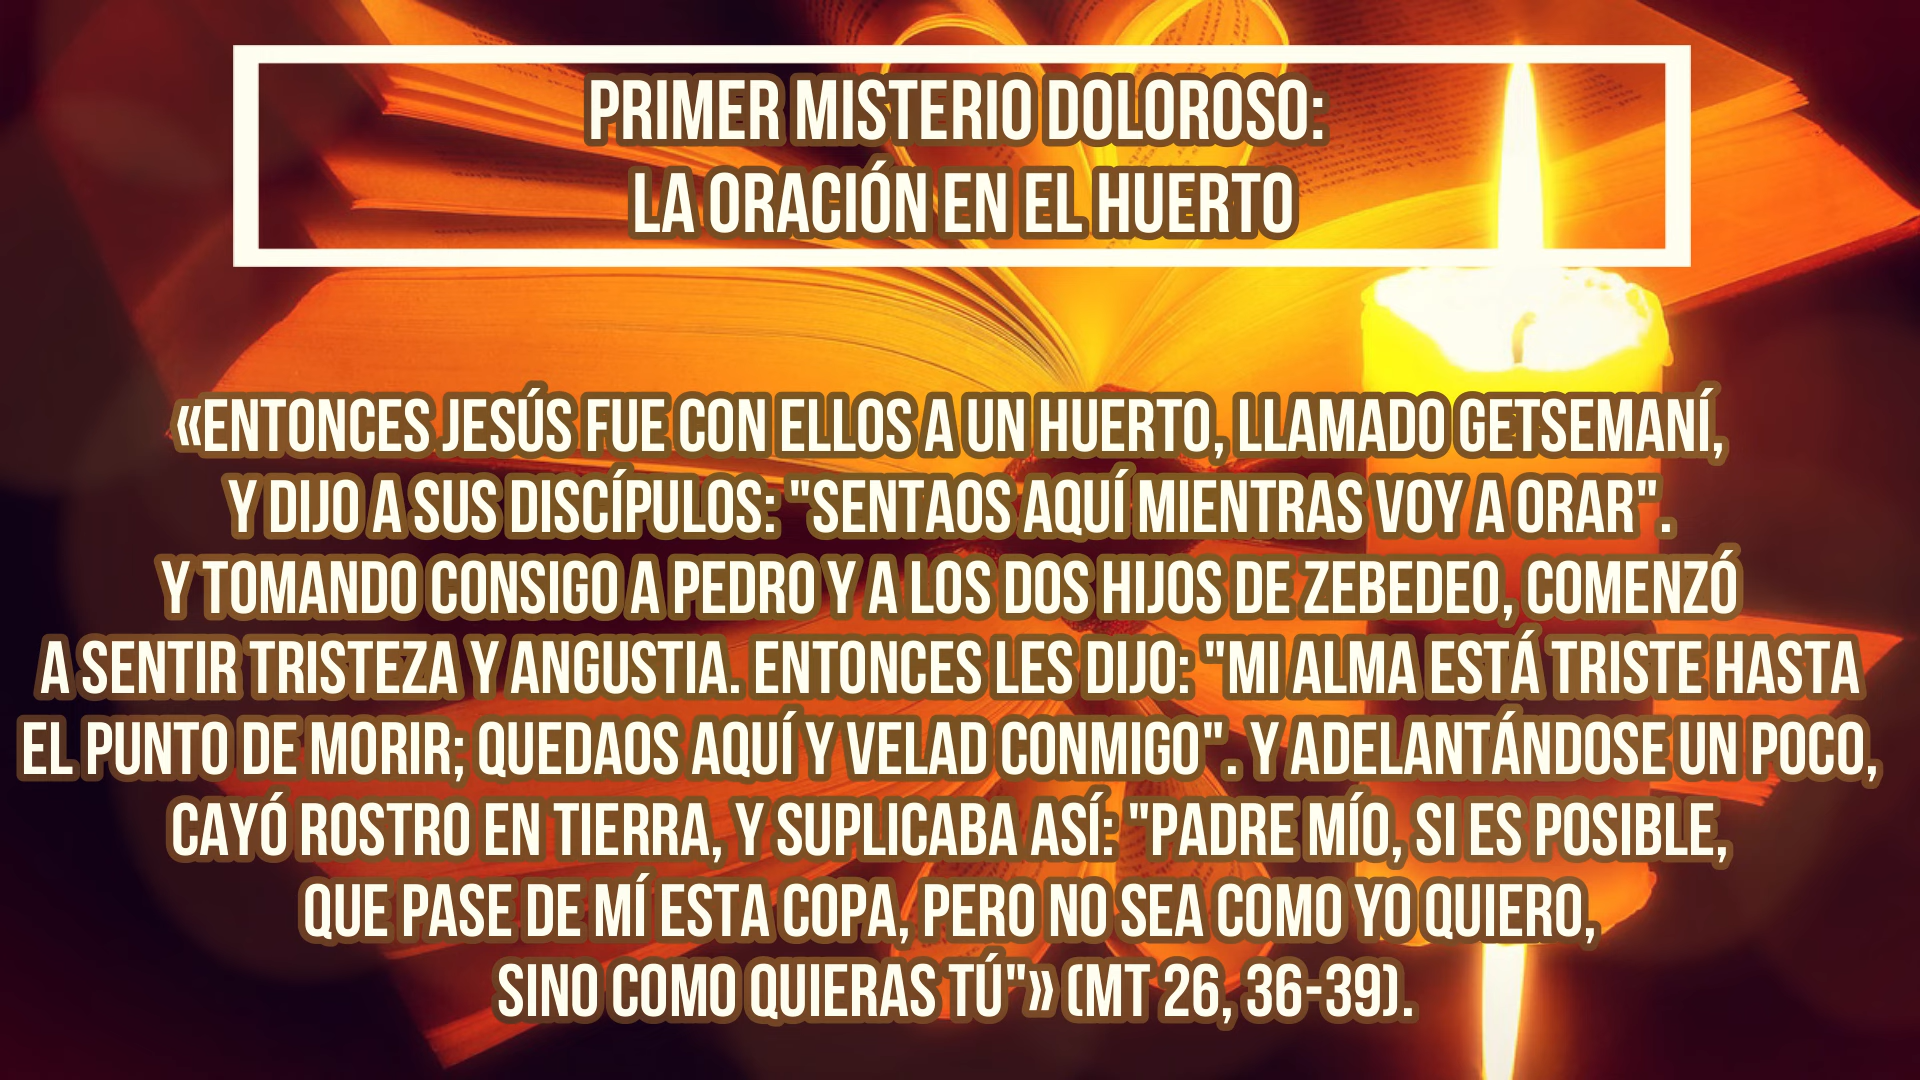 PRIMER MISTERIO DOLOROSO:
LA ORACIÓN EN EL HUERTO
«ENTONCES JESÚS FUE CON ELLOS A UN HUERTO, LLAMADO GETSEMANÍ,
Y DIJO A SUS DISCÍPULOS: "SENTAOS AQUÍ MIENTRAS VOY A ORAR".
Y TOMANDO CONSIGO A PEDRO Y A LOS DOS HIJOS DE ZEBEDEO, COMENZÓ
A SENTIR TRISTEZA Y ANGUSTIA. ENTONCES LES DIJO: "MI ALMA ESTÁ TRISTE HASTA
EL PUNTO DE MORIR; QUEDAOS AQUÍ Y VELAD CONMIGO". Y ADELANTÁNDOSE UN POCO,
CAYÓ ROSTRO EN TIERRA, Y SUPLICABA ASÍ: "PADRE MÍO, SI ES POSIBLE,
QUE PASE DE MÍ ESTA COPA, PERO NO SEA COMO YO QUIERO,
SINO COMO QUIERAS TÚ"» (MT 26, 36-39).